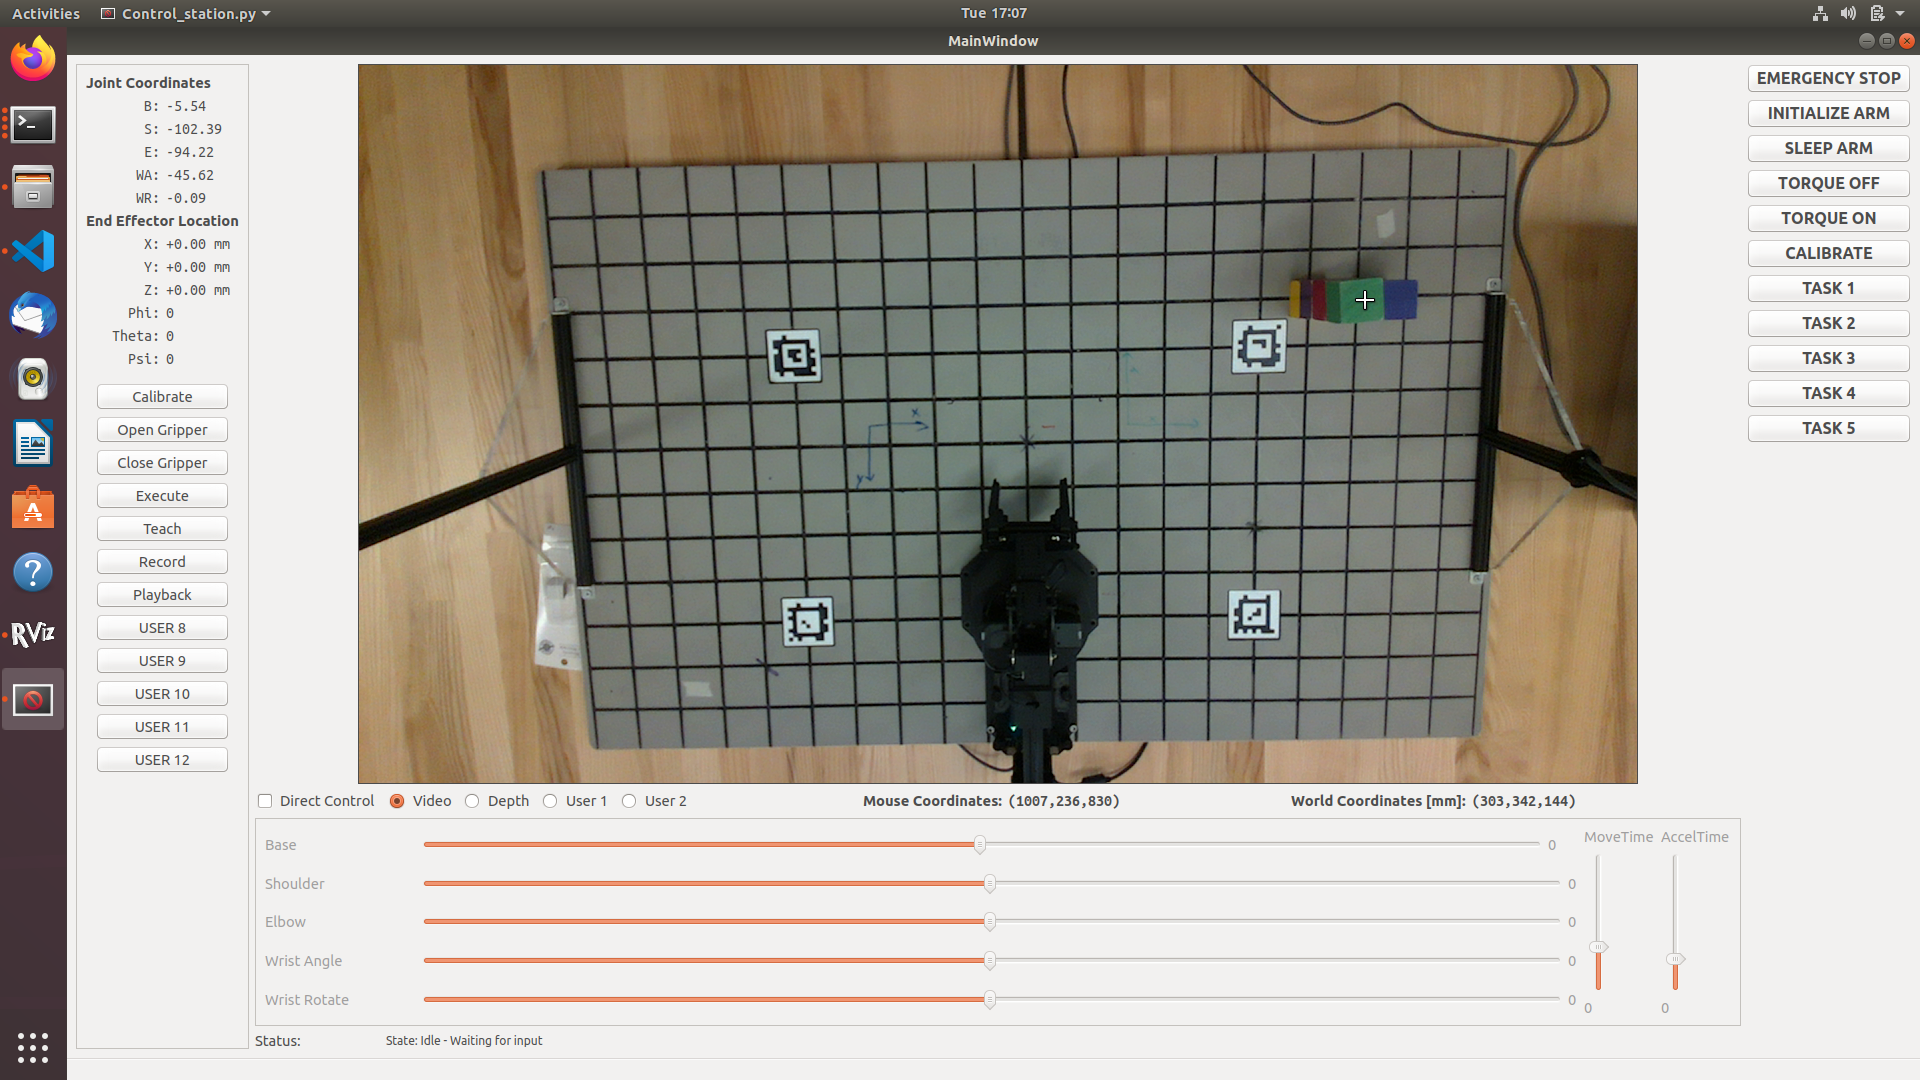 Activities Control_station.py Tue 17:07
MainWindow
Joint Coordinates
B: -5.54
S: -102.39
E: -94.22
WA: -45.62
WR: -0.09
End Effector Location
X: +0.00 mm
Y: +0.00 mm
Z: +0.00 mm
Phi: 0
Theta: 0
Psi: 0
Calibrate
Open Gripper
Close Gripper
Execute
Teach
Record
Playback
USER 8
USER 9
USER 10
USER 11
USER 12
RViz
x
y
EMERGENCY STOP
INITIALIZE ARM
SLEEP ARM
TORQUE OFF
TORQUE ON
CALIBRATE
TASK 1
TASK 2
TASK 3
TASK 4
TASK 5
Direct Control Video Depth User 1 User 2 Mouse Coordinates: (1007,236,830) World Coordinates [mm]: (303,342,144)
Base 0
Shoulder 0
Elbow 0
Wrist Angle 0
Wrist Rotate 0
MoveTime AccelTime
0 0
Status: State: Idle - Waiting for input